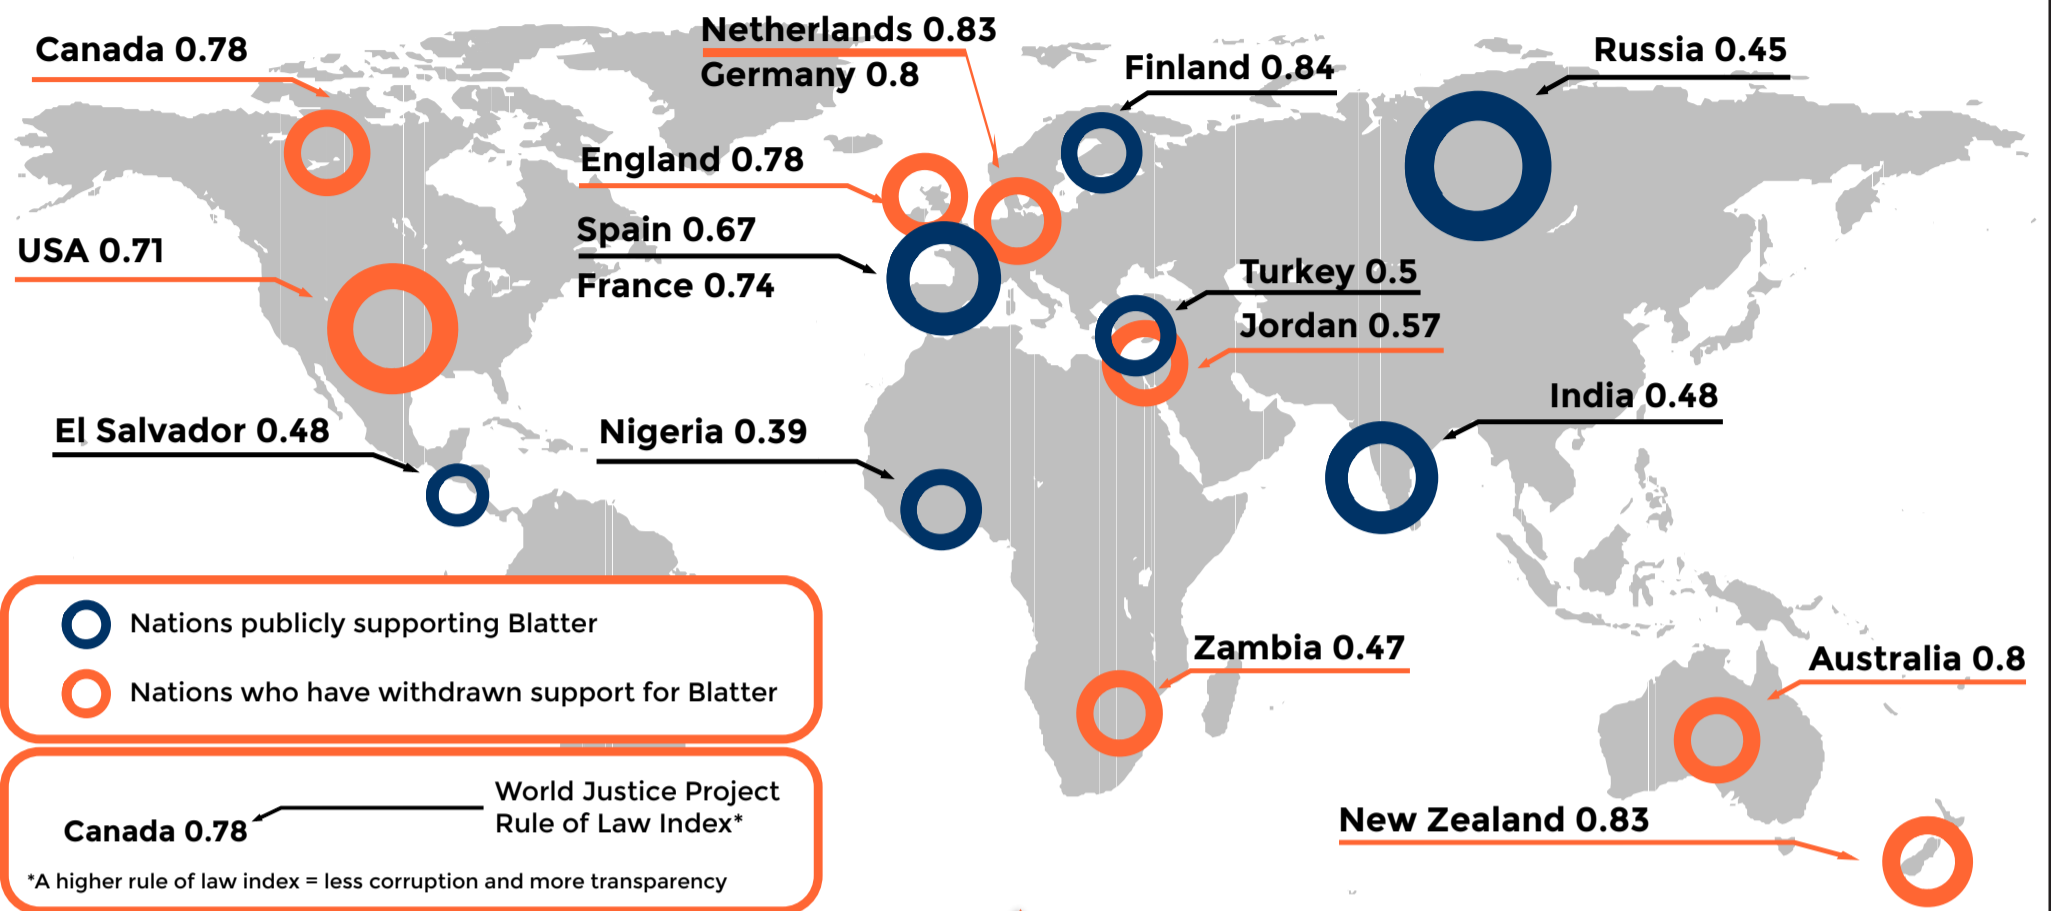 Netherlands 0.83
Canada 0.78
Russia 0.45
Germany 0.8
Finland 0.84
England 0.78
Spain 0.67
USA 0.71
Turkey 0.5
France 0.74
Jordan 0.57
India 0.48
El Salvador 0.48
Nigeria 0.39
Nations publicly supporting Blatter
Zambia 0.47
Australia 0.8
Nations who have withdrawn support for Blatter
World Justice Project
Rule of Law Index*
New Zealand 0.83
Canada 0.78
*A higher rule of law index = less corruption and more transparency